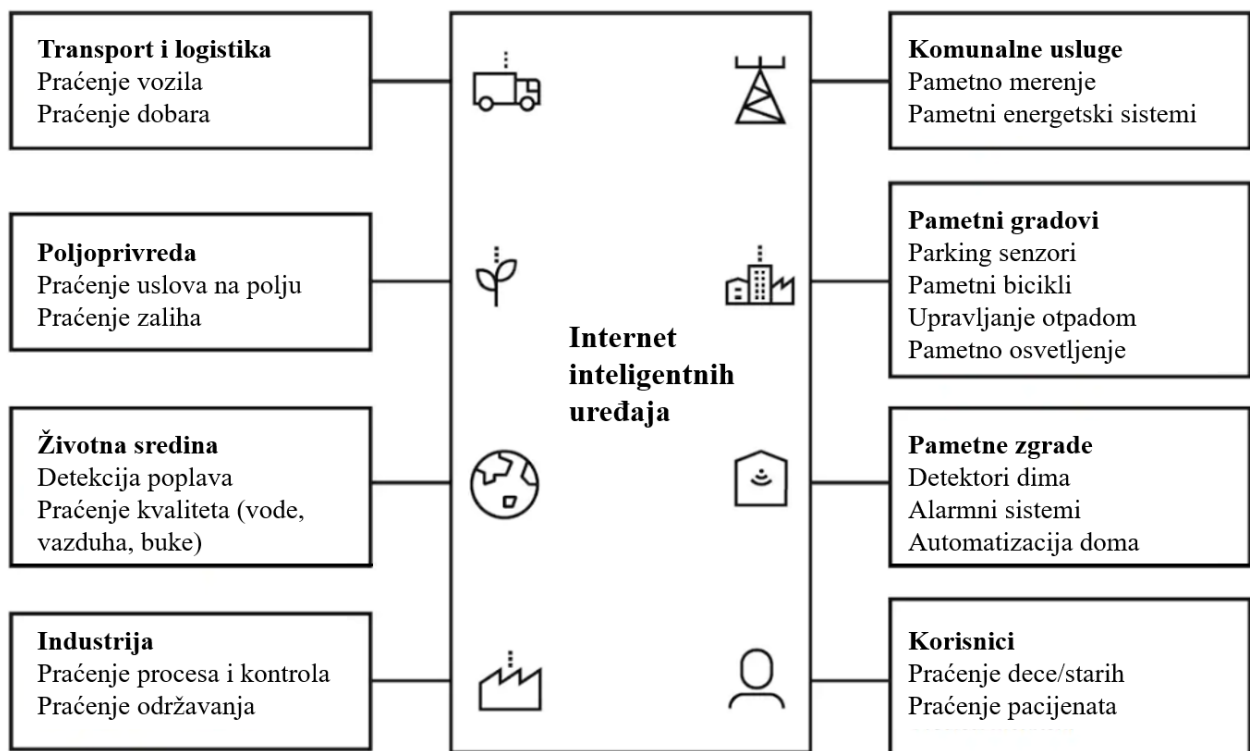 Transport i logistika
Praćenje vozila
Praćenje dobara
Poljoprivreda
Praćenje uslova na polju
Praćenje zaliha
Životna sredina
Detekcija poplava
Praćenje kvaliteta (vode,
vazduha, buke)
Industrija
Praćenje procesa i kontrola
Praćenje održavanja
Internet
inteligentnih
uređaja
Komunalne usluge
Pametno merenje
Pametni energetski sistemi
Pametni gradovi
Parking senzori
Pametni bicikli
Upravljanje otpadom
Pametno osvetljenje
Pametne zgrade
Detektori dima
Alarmni sistemi
Automatizacija doma
Korisnici
Praćenje dece/starih
Praćenje pacijenata